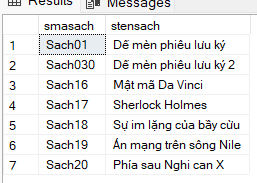 Results Messages
smasach stensach
1 Sach01 Dế mèn phiêu lưu ký
2 Sach030 Dế mèn phiêu lưu ký 2
3 Sach16 Mật mã Da Vinci
4 Sach17 Sherlock Holmes
5 Sach18 Sự im lặng của bầy cừu
6 Sach19 Án mạng trên sông Nile
7 Sach20 Phía sau Nghi can X